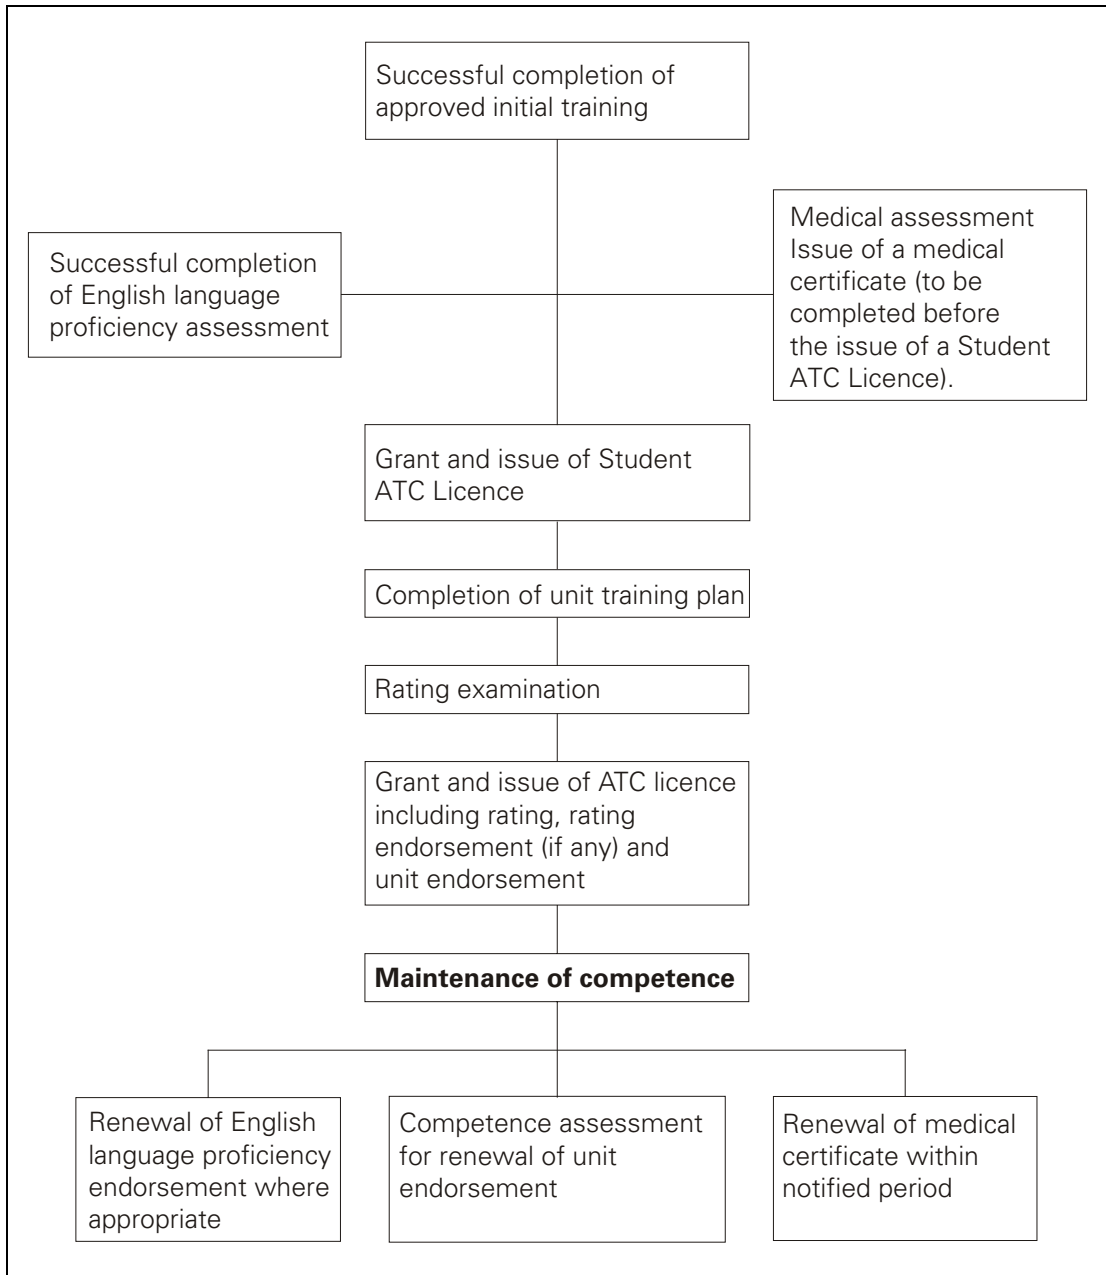 Successful completion of
approved initial training
Successful completion
of English language
proficiency assessment
Medical assessment
Issue of a medical
certificate (to be
completed before
the issue of a Student
ATC Licence).
Grant and issue of Student
ATC Licence
Completion of unit training plan
Rating examination
Grant and issue of ATC licence
including rating, rating
endorsement (if any) and
unit endorsement
Maintenance of competence
Renewal of English
language proficiency
endorsement where
appropriate
Competence assessment
for renewal of unit
endorsement
Renewal of medical
certificate within
notified period